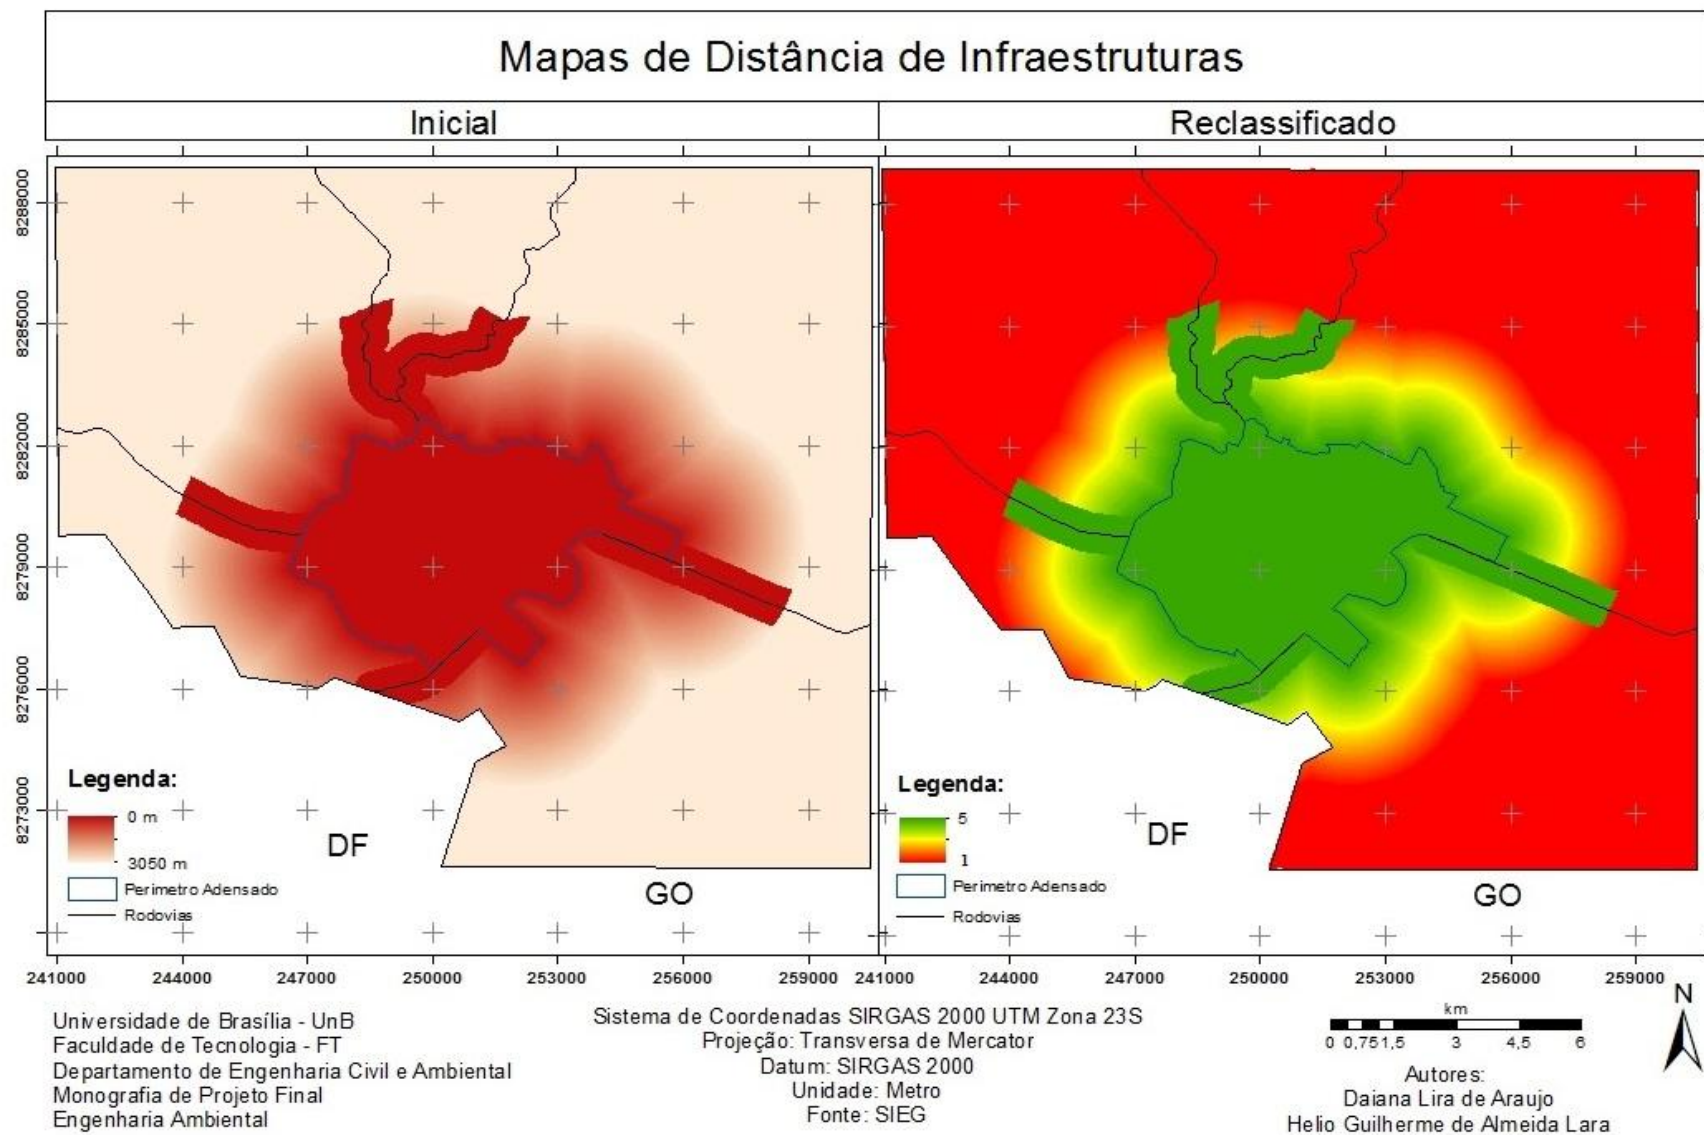 Mapas de Distância de Infraestruturas
Inicial
Reclassificado
8288000
8285000
8282000
8279000
8276000
8273000
Legenda:
0 m
3050 m
Perimetro Adensado
Rodovias
DF
GO
Legenda:
5
1
Perimetro Adensado
Rodovias
DF
GO
241000 244000 247000 250000 253000 256000 259000
241000 244000 247000 250000 253000 256000 259000
Universidade de Brasília - UnB
Faculdade de Tecnologia - FT
Departamento de Engenharia Civil e Ambiental
Monografia de Projeto Final
Engenharia Ambiental
Sistema de Coordenadas SIRGAS 2000 UTM Zona 23S
Projeção: Transversa de Mercator
Datum: SIRGAS 2000
Unidade: Metro
Fonte: SIEG
km
0 0,75 1,5 3 4,5 6
N
Autores:
Daiana Lira de Araujo
Helio Guilherme de Almeida Lara